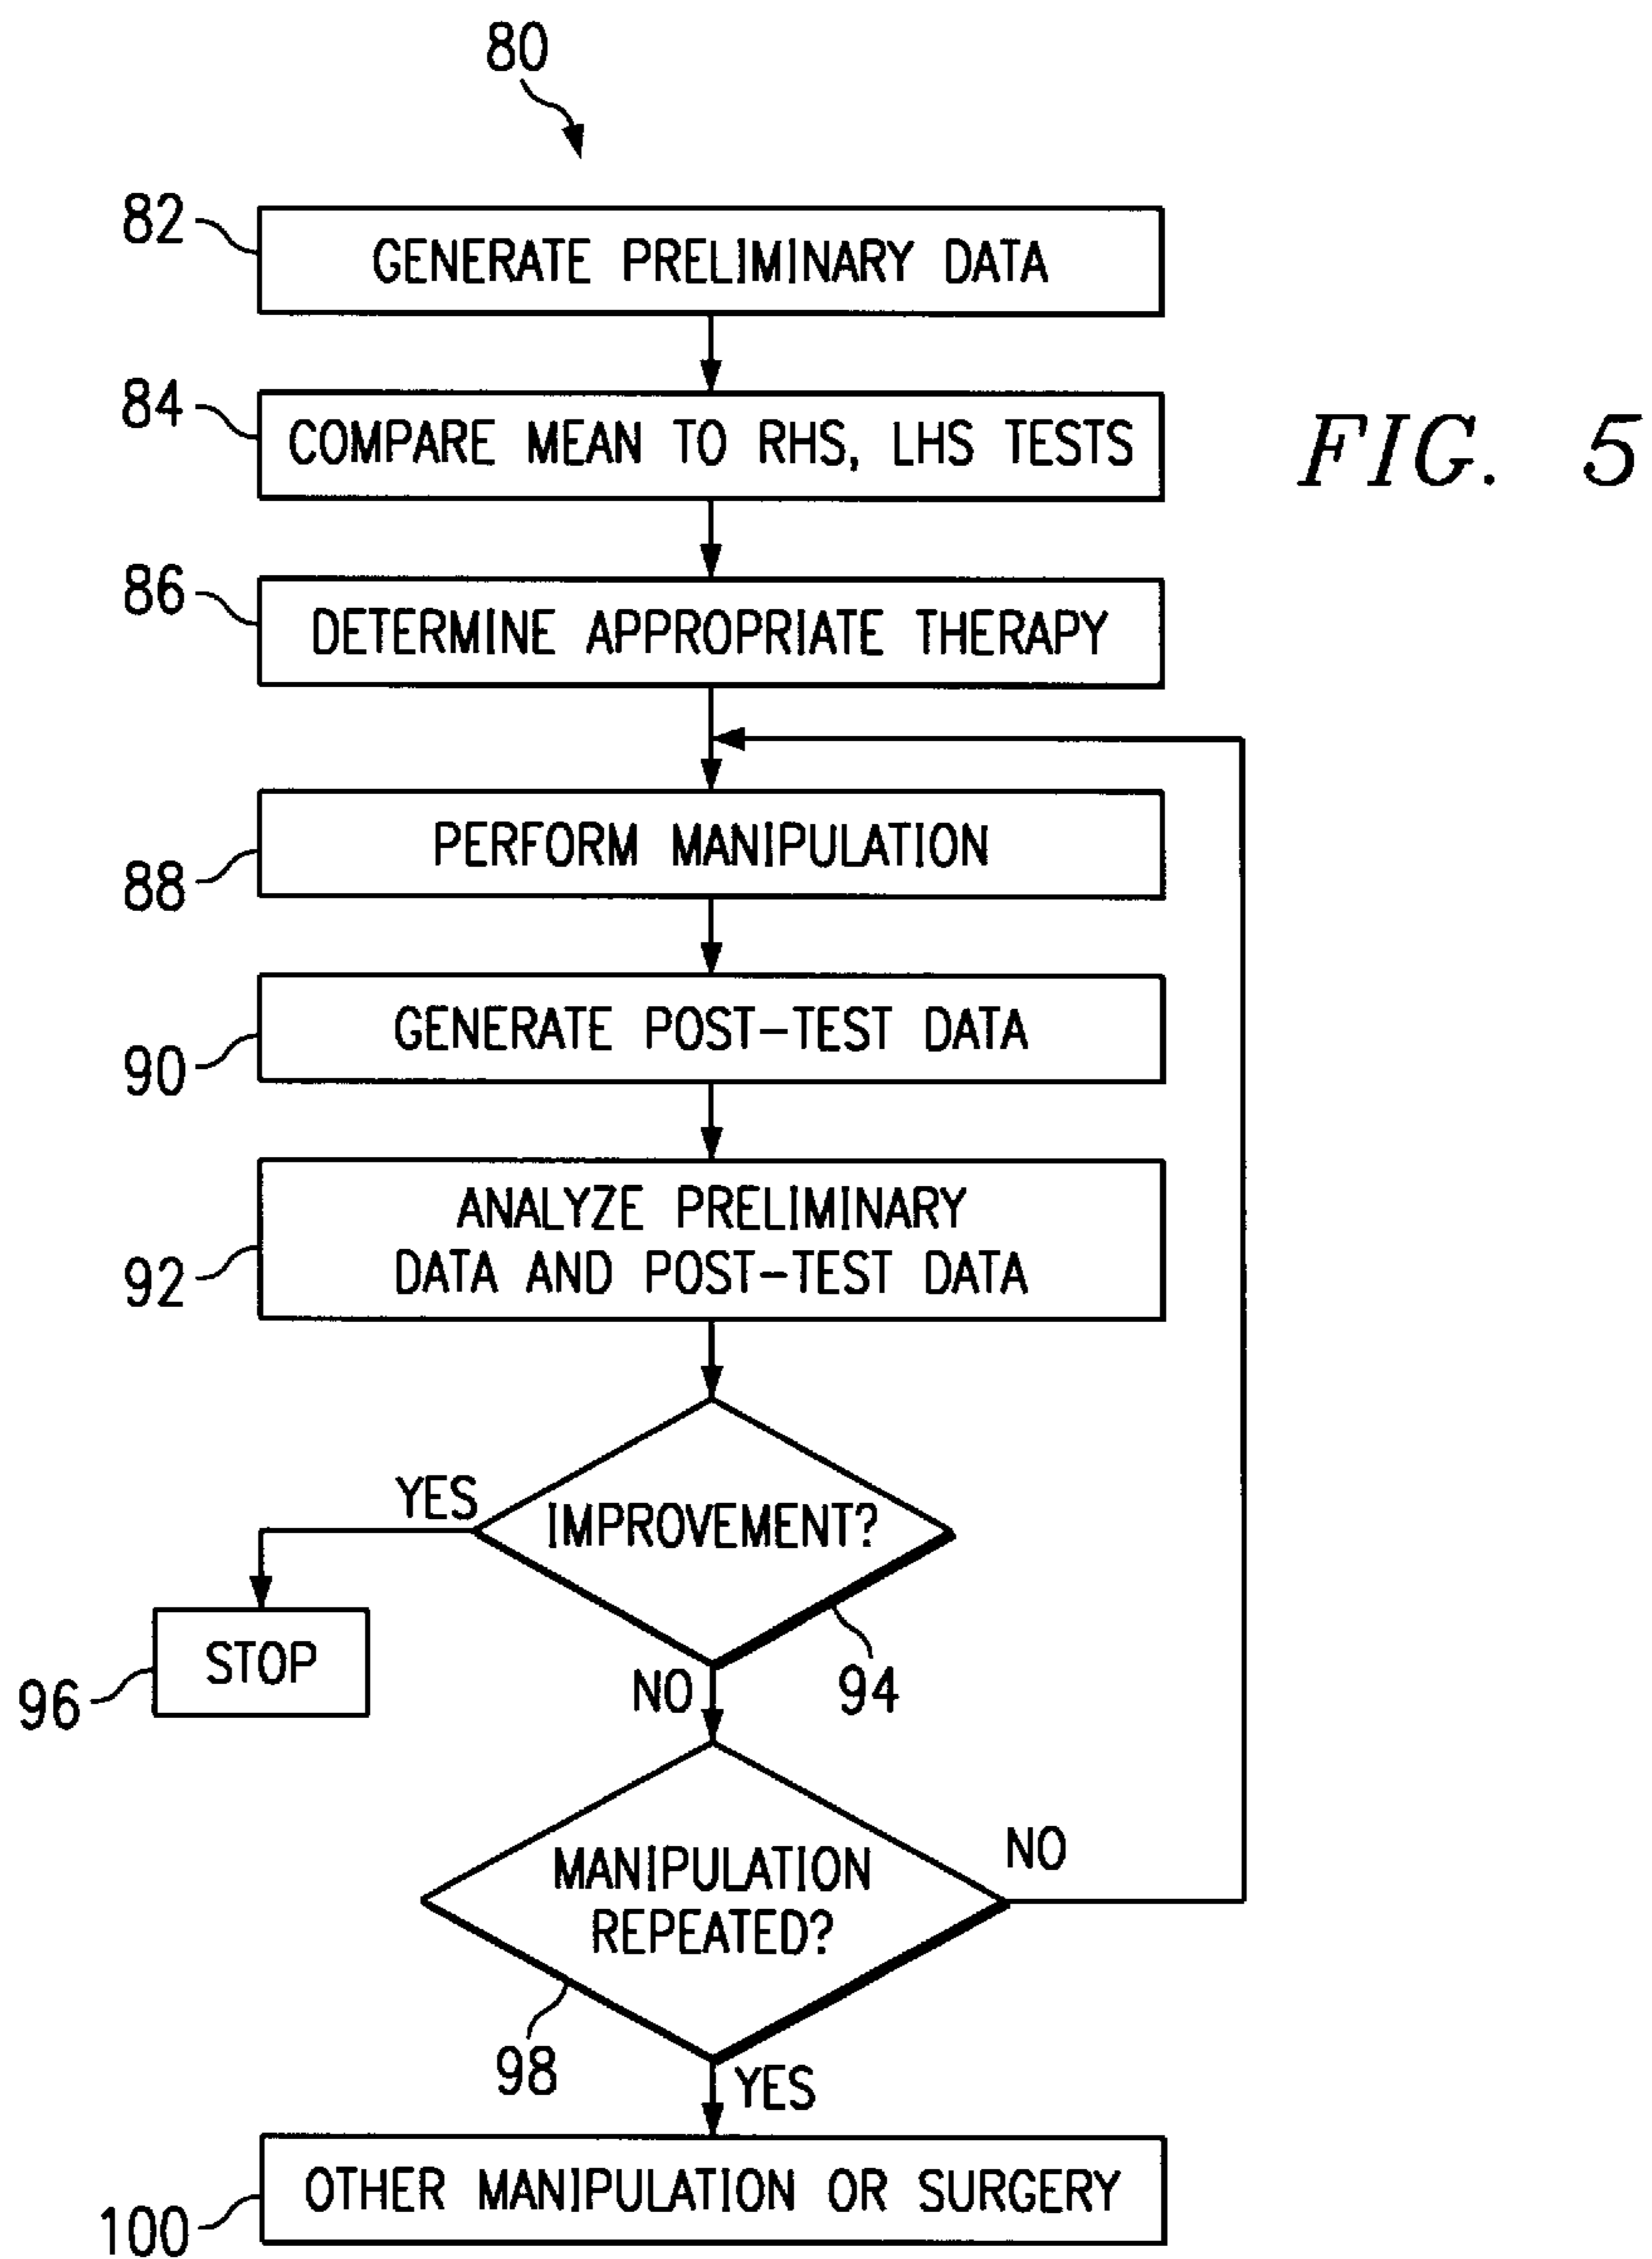 80
82
GENERATE PRELIMINARY DATA
84
COMPARE MEAN TO RHS, LHS TESTS
FIG. 5
86
DETERMINE APPROPRIATE THERAPY
PERFORM MANIPULATION
88
GENERATE POST-TEST DATA
90
ANALYZE PRELIMINARY
DATA AND POST-TEST DATA
92
YES
IMPROVEMENT?
STOP
96
NO
94
MANIPULATION
REPEATED?
NO
98
YES
OTHER MANIPULATION OR SURGERY
100